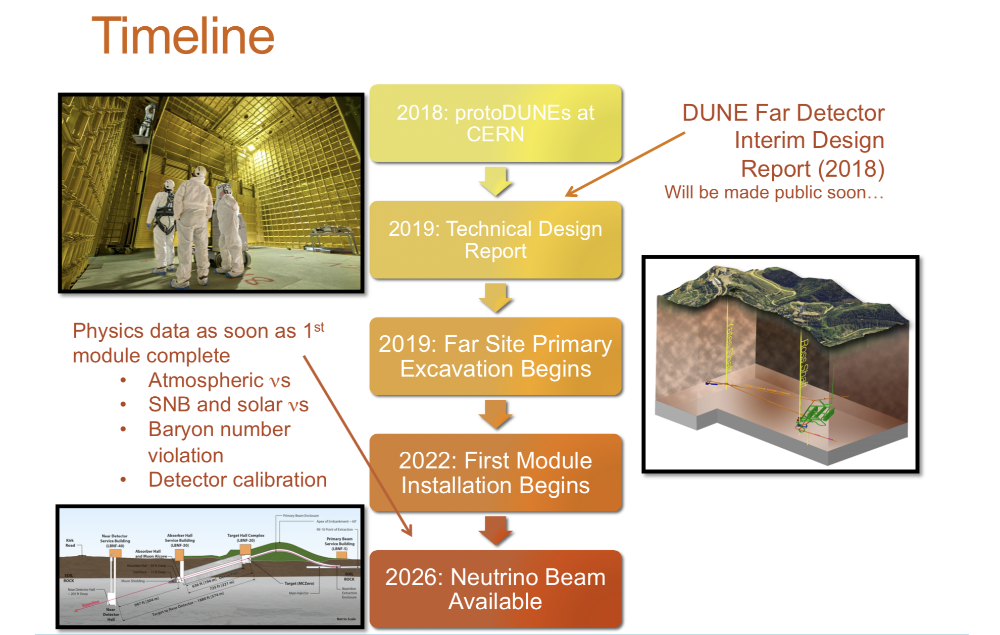 Timeline
2018: protoDUNEs at
CERN
DUNE Far Detector
Interim Design
Report (2018)
Will be made public soon…
2019: Technical Design
Report
2019: Far Site Primary
Excavation Begins
Yates Shaft
Ross Shaft
Physics data as soon as 1st
module complete
• Atmospheric νs
• SNB and solar νs
• Baryon number
violation
• Detector calibration
2022: First Module
Installation Begins
2026: Neutrino Beam
Available
Primary Beam Enclosure
Apex of Embankment ~ 60'
MI-10 Point of Extraction
Kirk
Road
Near Detector
Service Building
(LBNF-40)
Absorber Hall
Service Building
(LBNF-30)
Target Hall Complex
(LBNF-20)
Primary Beam
Service Building
(LBNF-5)
Absorber Hall
and Muon Alcove
Absorber Hall ~ 95 ft Deep
Soil/Rock ~ 75 ft Deep
Muon Shielding
SOIL
ROCK
SOIL
ROCK
Decay Pipe
636 ft (194 m)
725 ft (221 m)
Target (MCZero)
Main Injector
Beamline
Extraction
Enclosure
Near Detector Hall
~ 205 ft Deep
Beamline
997 ft (304 m)
Target to Near Detector ~ 1880 ft (574 m)
Near
Detector
Hall
Not to Scale